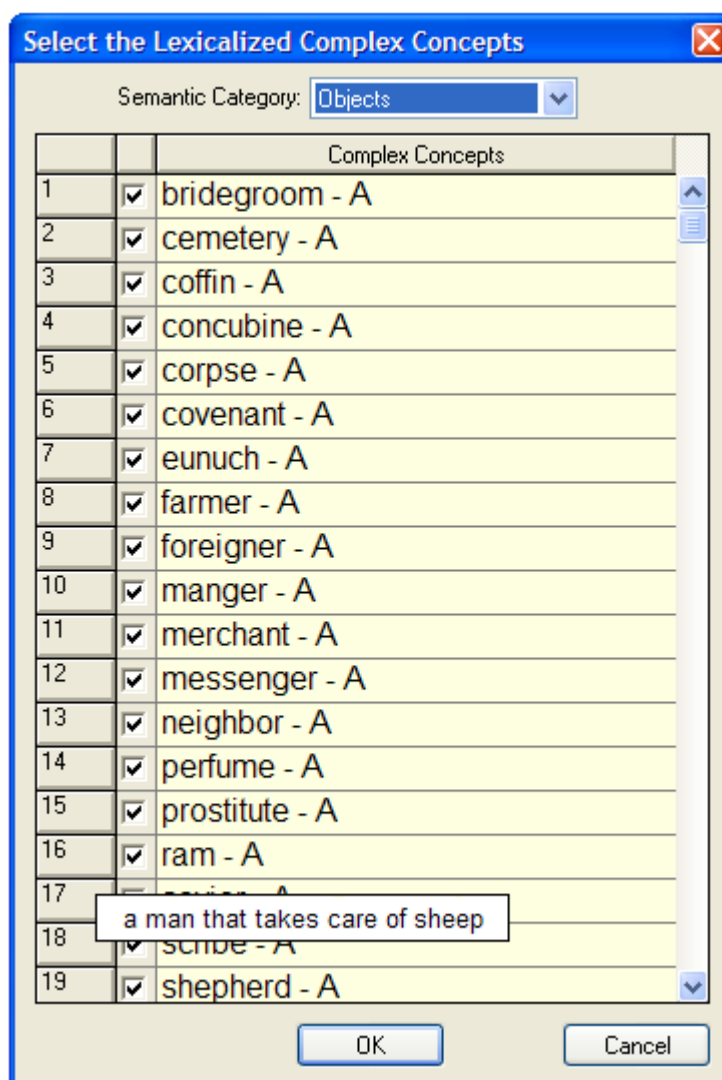 Select the Lexicalized Complex Concepts
Semantic Category: Objects
Complex Concepts
1 bridegroom - A
2 cemetery - A
3 coffin - A
4 concubine - A
5 corpse - A
6 covenant - A
7 eunuch - A
8 farmer - A
9 foreigner - A
10 manger - A
11 merchant - A
12 messenger - A
13 neighbor - A
14 perfume - A
15 prostitute - A
16 ram - A
17
a man that takes care of sheep
18 scribe - A
19 shepherd - A
OK Cancel